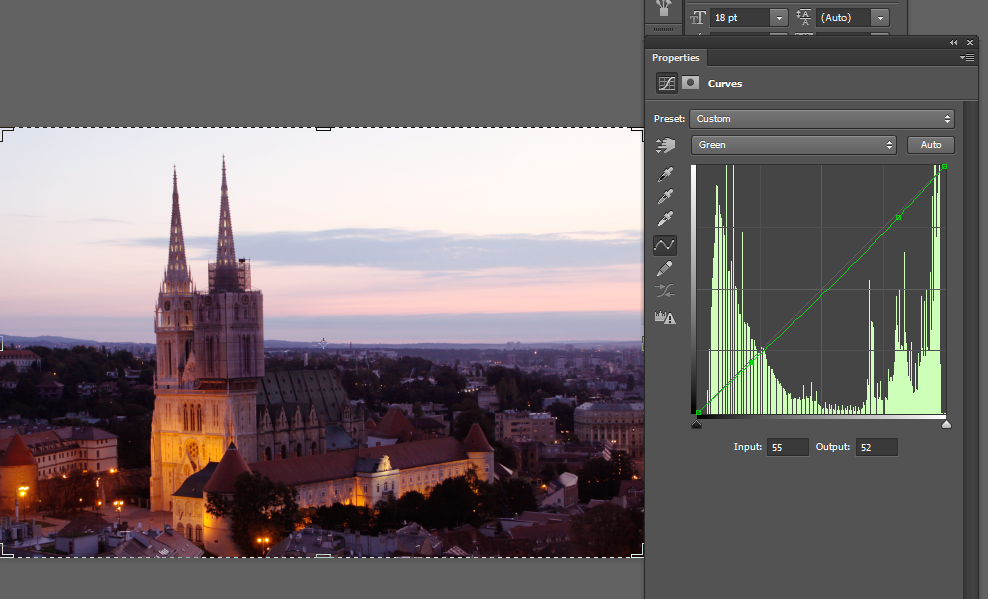 18 pt
(Auto)
Properties
Curves
Preset: Custom
Green
Auto
Input: 55 Output: 52